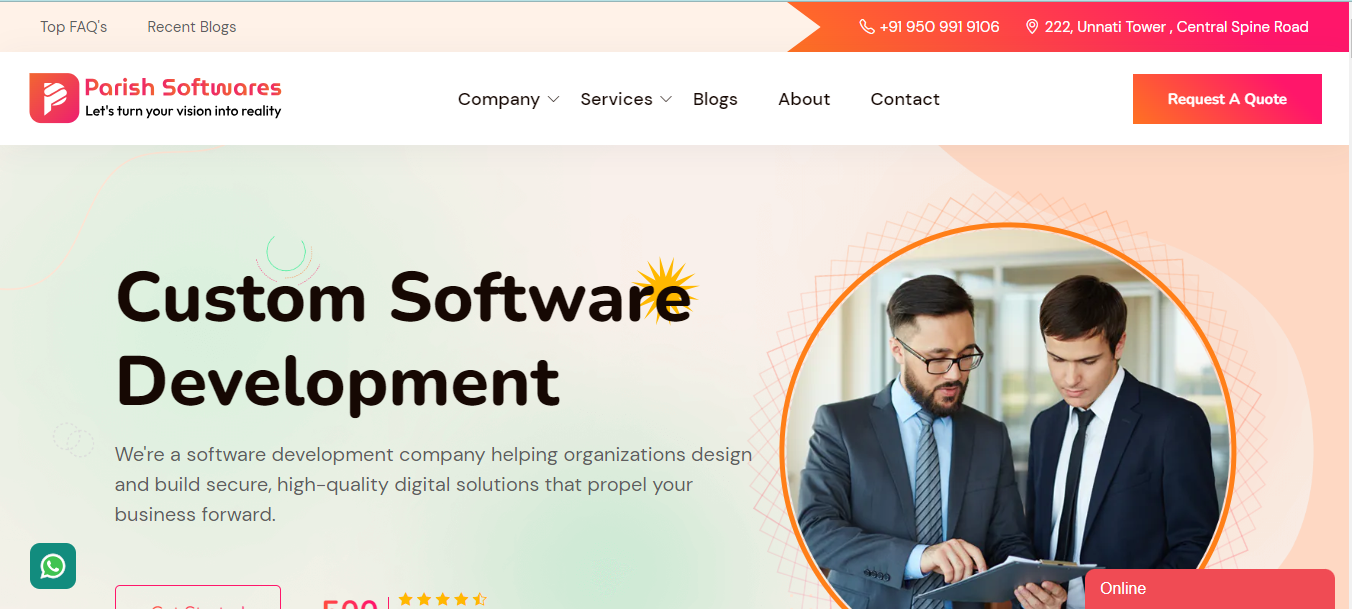 Top FAQ's Recent Blogs +91 950 991 9106 222, Unnati Tower , Central Spine Road
Parish Softwares
Let's turn your vision into reality
Company Services Blogs About Contact
Request A Quote
Custom Software
Development
We're a software development company helping organizations design
and build secure, high-quality digital solutions that propel your
business forward.
Online